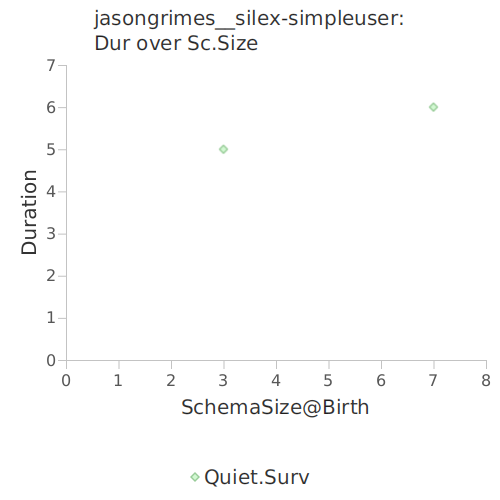 jasongrimes__silex-simpleuser:
Dur over Sc.Size
7
6
5
4
3
2
1
0
Duration
0 1 2 3 4 5 6 7 8
SchemaSize@Birth
Quiet.Surv